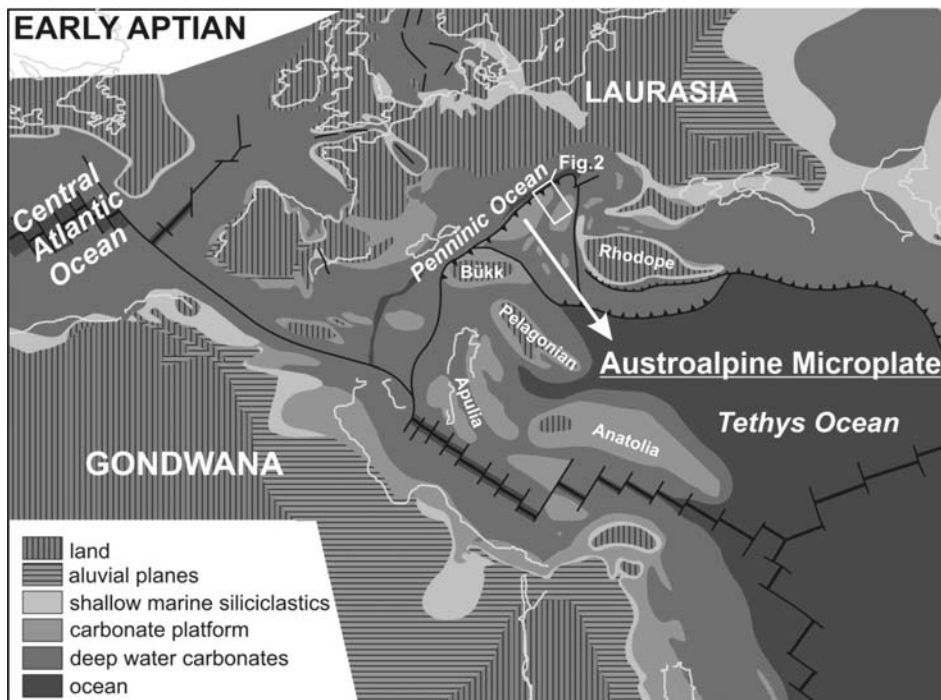 EARLY APTIAN
LAURASIA
Fig.2
Central
Atlantic
Ocean
Penninic Ocean
Rhodope
Bükk
Pelagonian
Austroalpine Microplate
Apulia
Tethys Ocean
Anatolia
GONDWANA
land
aluvial planes
shallow marine siliciclastics
carbonate platform
deep water carbonates
ocean